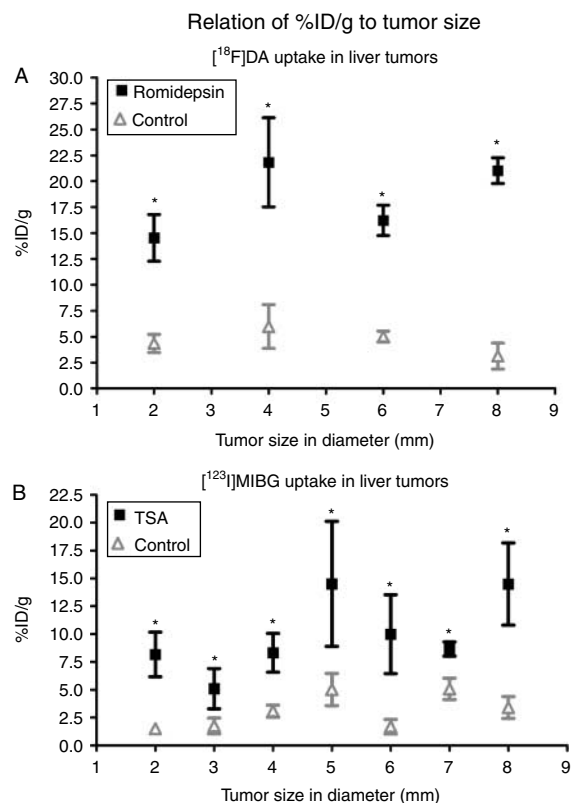 Relation of %ID/g to tumor size
A
[¹⁸F]DA uptake in liver tumors
30.0
27.5
25.0
22.5
20.0
17.5
15.0
12.5
10.0
7.5
5.0
2.5
0.0
%ID/g
Romidepsin
Control
* * * *
1 2 3 4 5 6 7 8 9
Tumor size in diameter (mm)
B
[¹²³I]MIBG uptake in liver tumors
22.5
20.0
17.5
15.0
12.5
10.0
7.5
5.0
2.5
0.0
%ID/g
TSA
Control
* * * * * * *
1 2 3 4 5 6 7 8 9
Tumor size in diameter (mm)